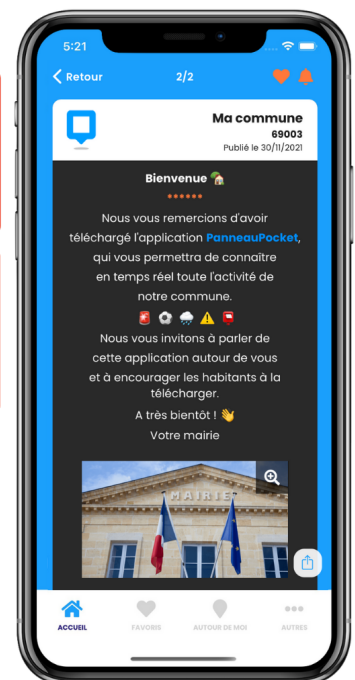 5:21
Retour
2/2
Ma commune
69003
Publié le 30/11/2021
Bienvenue
Nous vous remercions d'avoir
téléchargé l'application PanneauPocket,
qui vous permettra de connaître
en temps réel toute l'activité de
notre commune.
Nous vous invitons à parler de
cette application autour de vous
et à encourager les habitants à la
télécharger.
A très bientôt !
Votre mairie
MAIRIE
ACCUEIL
FAVORIS
AUTOUR DE MOI
AUTRES